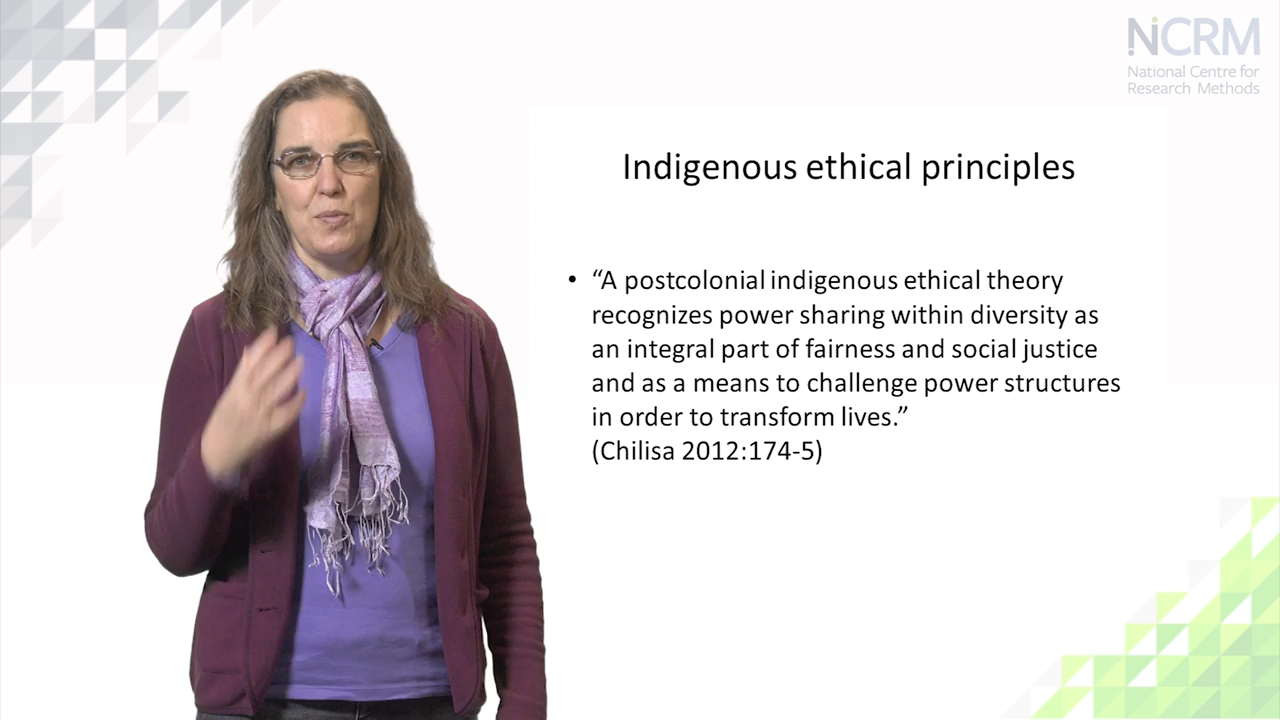 NCRM
National Centre for
Research Methods
Indigenous ethical principles
• “A postcolonial indigenous ethical theory
recognizes power sharing within diversity as
an integral part of fairness and social justice
and as a means to challenge power structures
in order to transform lives.”
(Chilisa 2012:174-5)